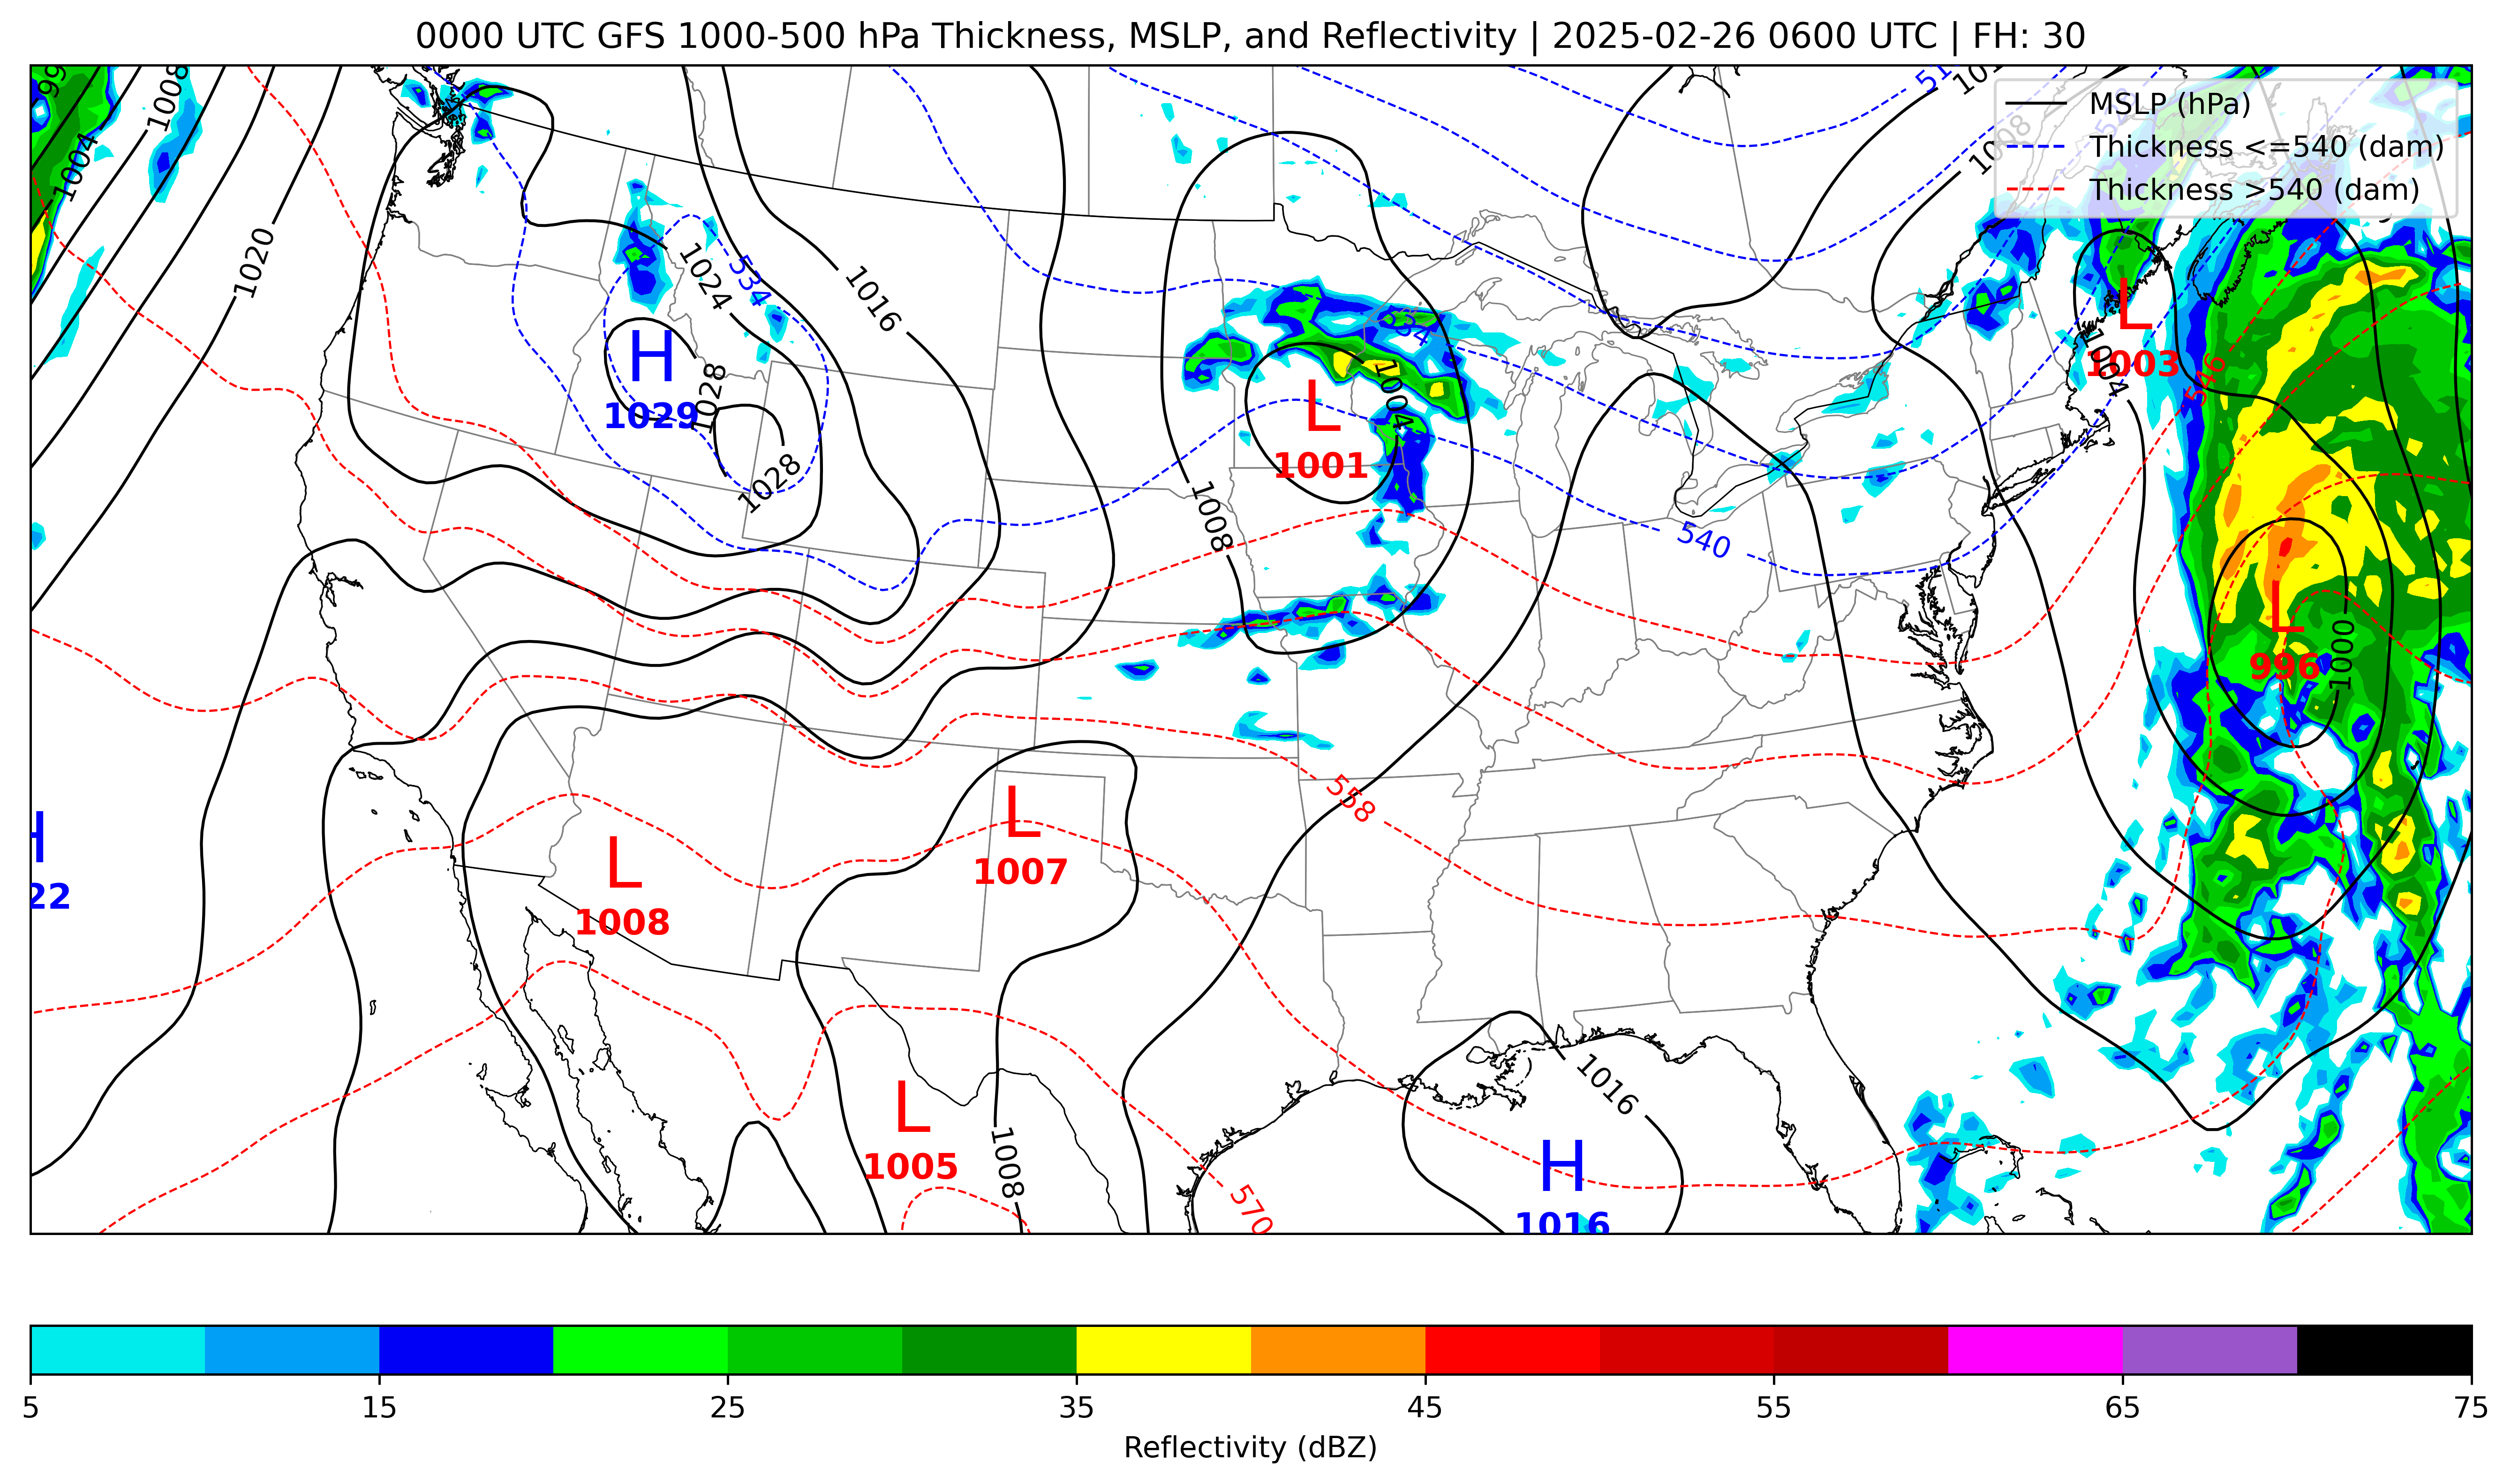 0000 UTC GFS 1000-500 hPa Thickness, MSLP, and Reflectivity | 2025-02-26 0600 UTC | FH: 30
MSLP (hPa)
Thickness <=540 (dam)
Thickness >540 (dam)
1008
1004
1020
1024
534
1016
1008
534
H
1029
1028
1028
L
1001
1004
1008
540
L
1003
1004
546
L
996
1000
558
H
22
L
1008
L
1007
L
1005
1008
570
1016
H
1016
5
15
25
35
45
55
65
75
Reflectivity (dBZ)